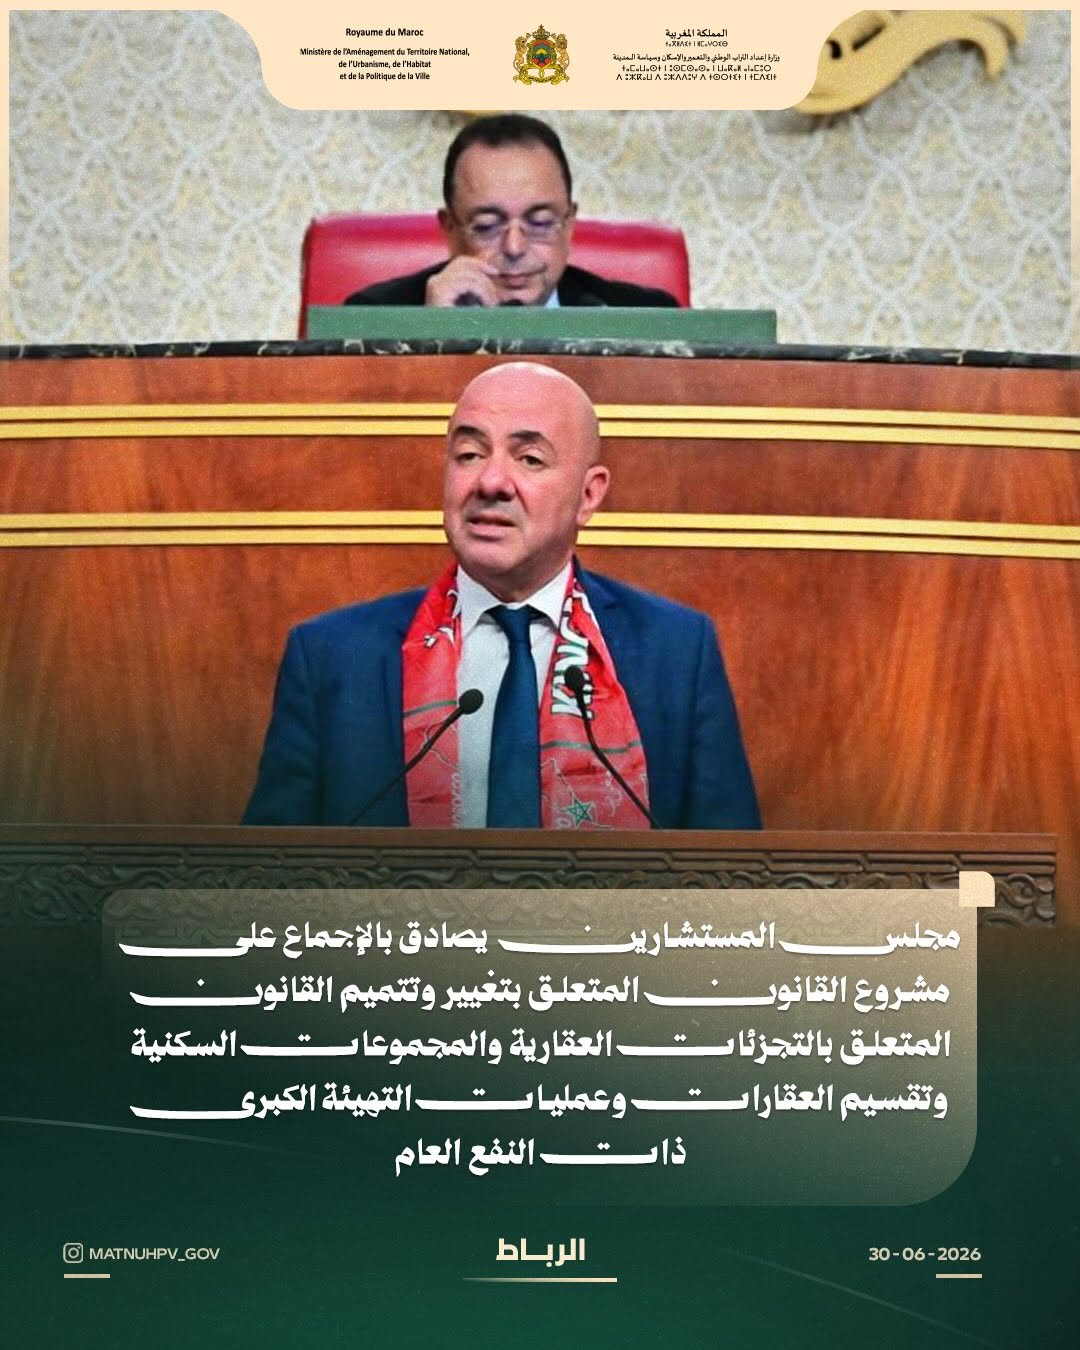 Royaume du Maroc
Ministère de l'Aménagement du Territoire National,
de l'Urbanisme, de l'Habitat
et de la Politique de la Ville
المملكة المغربية
ⵜⴰⴳⵍⴷⵉⵜ ⵏ ⵍⵎⵖⵔⵉⴱ
وزارة إعداد التراب الوطني والتعمير والإسكان وسياسة المدينة
KING
مجلس المستشارين يصادق بالإجماع على
مشروع القانون المتعلق بتغيير وتتميم القانون
المتعلق بالتجزئات العقارية والمجموعات السكنية
وتقسيم العقارات وعمليات التهيئة الكبرى
ذات النفع العام
MATNUHPV_GOV
الرباط
30-06-2026